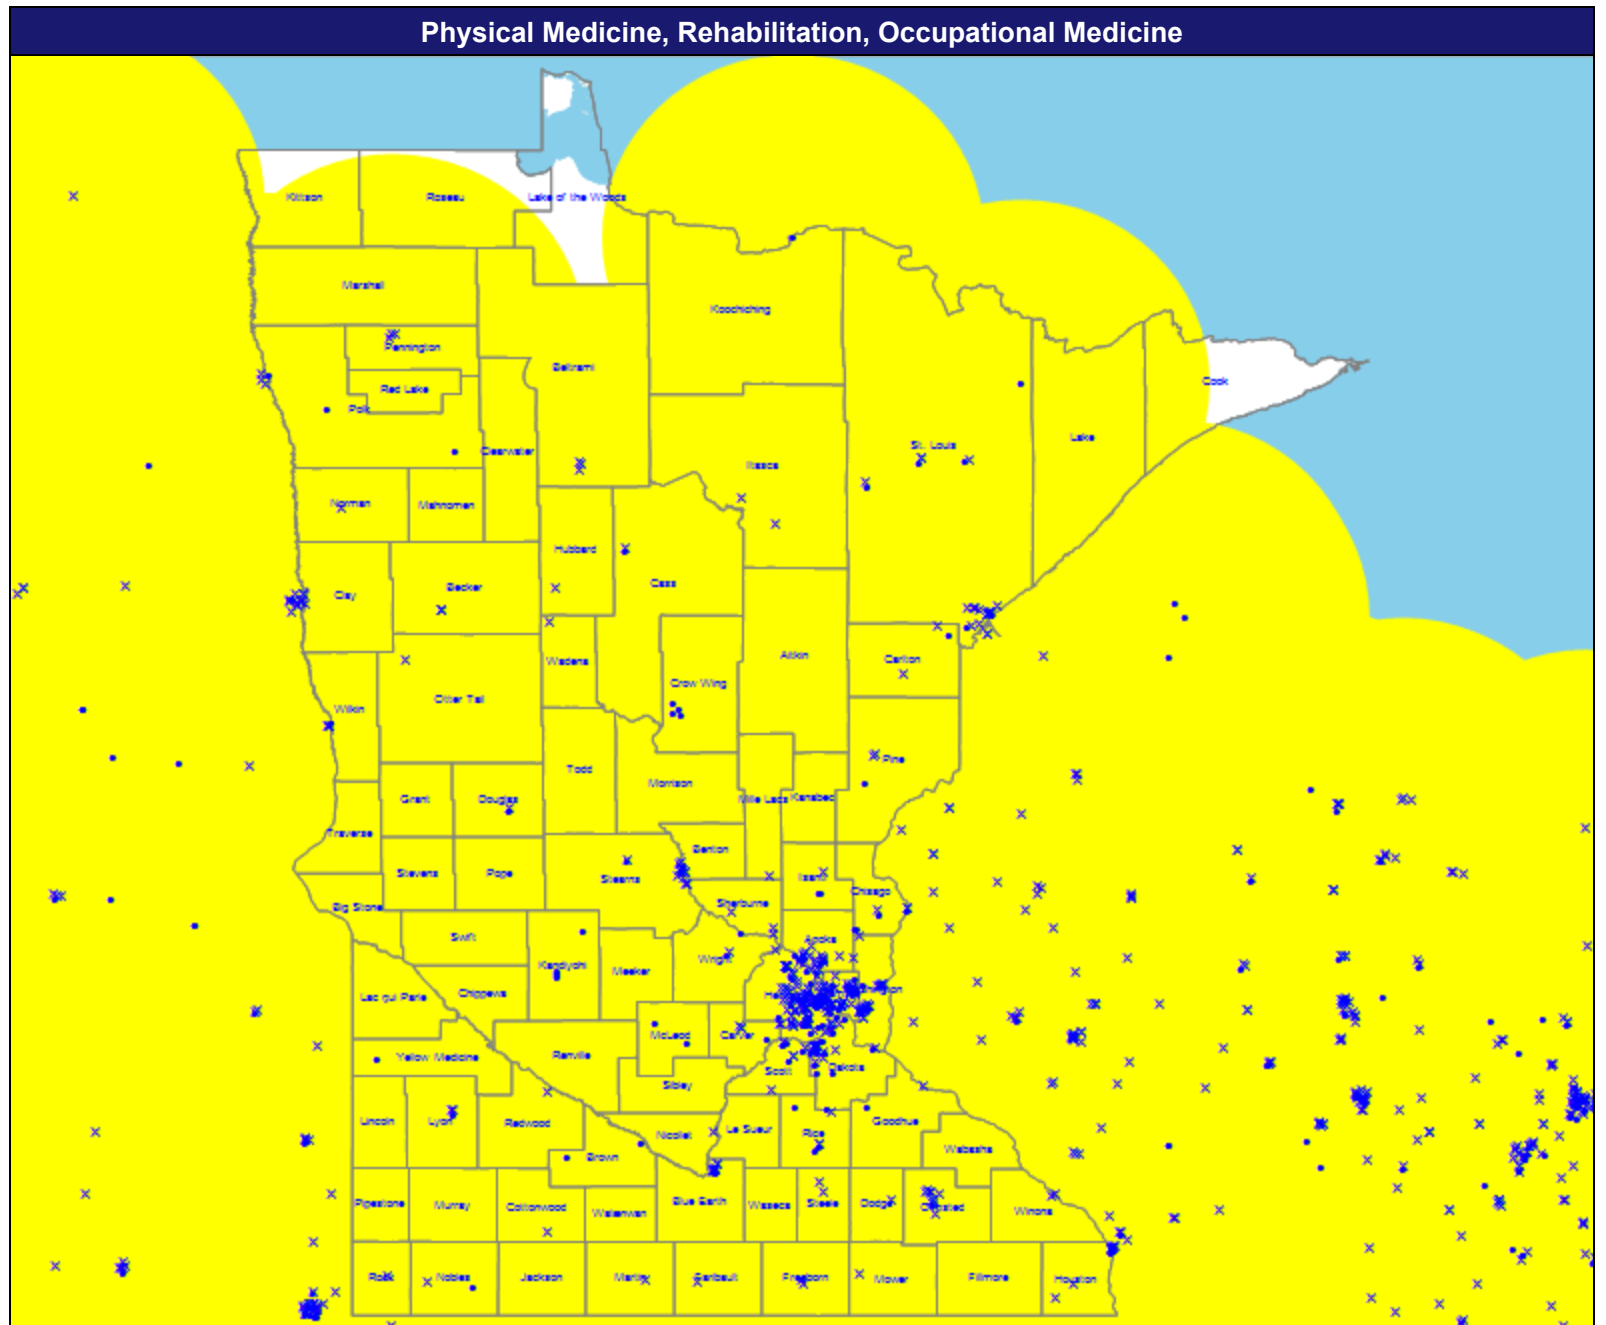 Physical Medicine, Rehabilitation, Occupational Medicine
Kittson
Roseau
Lake of the Woods
Marshall
Koochiching
Pennington
Beltrami
Red Lake
Cook
Polk
Lake
St. Louis
Clearwater
Itasca
Norman
Mahnomen
Hubbard
Cass
Becker
Clay
Aitkin
Carlton
Wadena
Crow Wing
Otter Tail
Wilkin
Pine
Todd
Morrison
Mille Lacs
Kanabec
Grant
Douglas
Traverse
Benton
Stevens
Pope
Stearns
Isanti
Chisago
Sherburne
Big Stone
Swift
Anoka
Wright
Kandiyohi
Meeker
Chippewa
Lac qui Parle
McLeod
Carver
Yellow Medicine
Renville
Scott
Dakota
Sibley
Lincoln
Lyon
Redwood
Goodhue
Le Sueur
Rice
Nicollet
Wabasha
Brown
Pipestone
Murray
Cottonwood
Watonwan
Blue Earth
Waseca
Steele
Dodge
Olmsted
Winona
Rock
Nobles
Jackson
Martin
Faribault
Freeborn
Mower
Fillmore
Houston